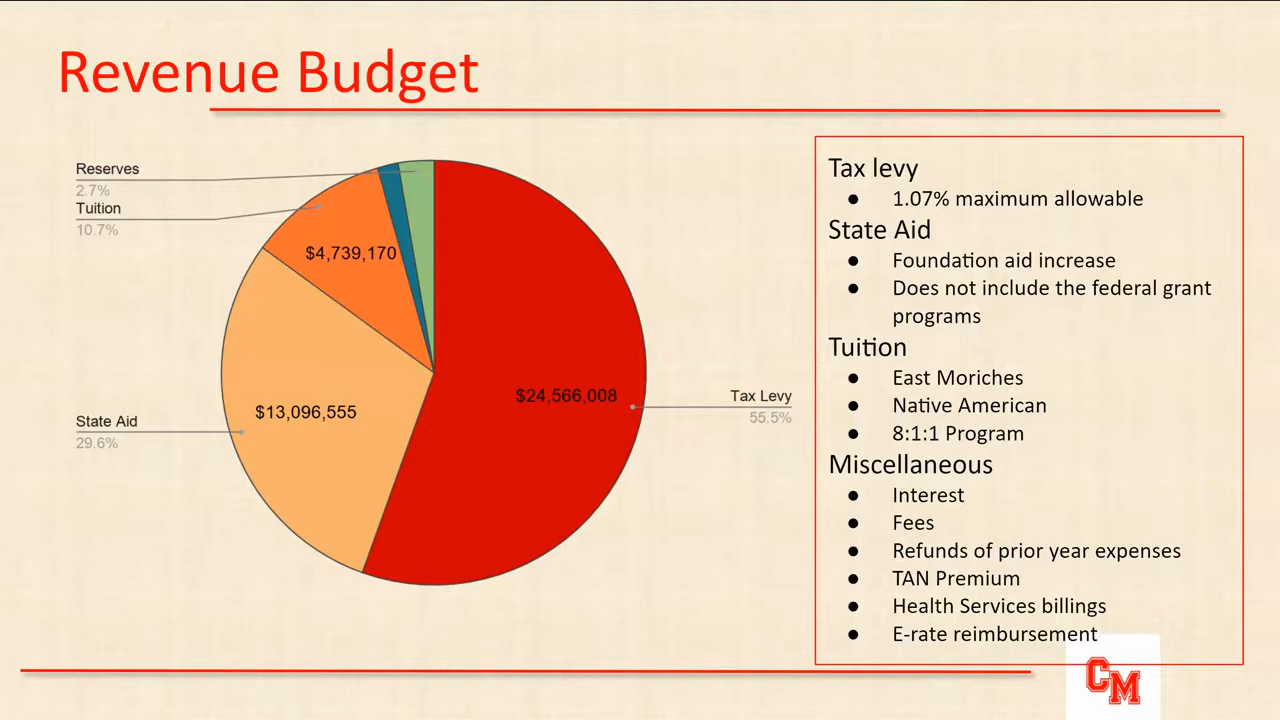 Revenue Budget
Reserves
2.7%
Tuition
10.7%
$4,739,170
$13,096,555
$24,566,008
State Aid
29.6%
Tax Levy
55.5%
Tax levy
● 1.07% maximum allowable
State Aid
● Foundation aid increase
● Does not include the federal grant
programs
Tuition
● East Moriches
● Native American
● 8:1:1 Program
Miscellaneous
● Interest
● Fees
● Refunds of prior year expenses
● TAN Premium
● Health Services billings
● E-rate reimbursement
CM